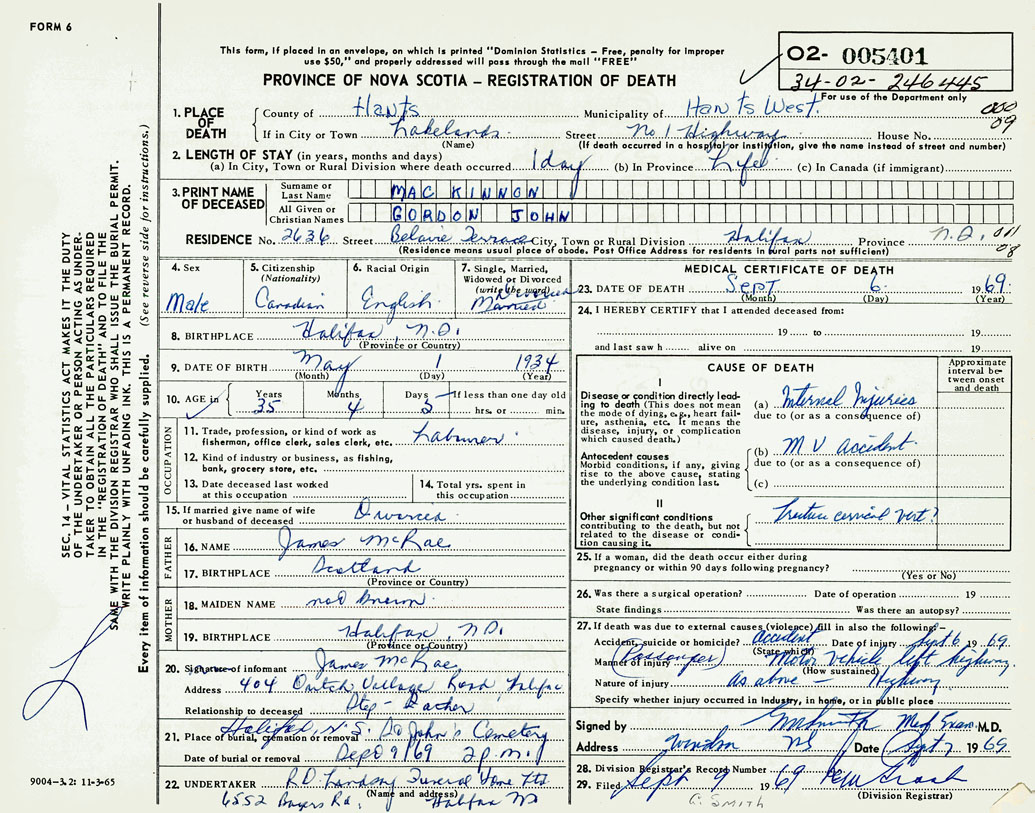 FORM 6
This form, if placed in an envelope, on which is printed "Dominion Statistics – Free, penalty for improper
use $50," and properly addressed will pass through the mail "FREE"
PROVINCE OF NOVA SCOTIA – REGISTRATION OF DEATH
02- 005401
34-02-246445
For use of the Department only
000
09
1. PLACE OF DEATH
County of Hants Municipality of Hants West.
If in City or Town Lakelands Street No 1 Highway House No.
(Name) (If death occurred in a hospital or institution, give the name instead of street and number)
2. LENGTH OF STAY (in years, months and days)
(a) In City, Town or Rural Division where death occurred 1 day (b) In Province Life (c) In Canada (if immigrant)
3. PRINT NAME OF DECEASED
Surname or Last Name MACKINNON
All Given or Christian Names GORDON JOHN
RESIDENCE No. 2636 Street Belaire Terrace City, Town or Rural Division Halifax Province N.S. 001
08
(Residence means usual place of abode. Post Office Address for residents in rural parts not sufficient)
4. Sex
Male
5. Citizenship
(Nationality)
Canadian
6. Racial Origin
English
7. Single, Married,
Widowed or Divorced
(write the word)
Divorced
Married
8. BIRTHPLACE Halifax, N.S.
(Province or Country)
9. DATE OF BIRTH May 1 1934
(Month) (Day) (Year)
10. AGE in
Years Months Days If less than one day old
35 4 5 hrs. or min.
OCCUPATION
11. Trade, profession, or kind of work as
fisherman, office clerk, sales clerk, etc. Labourer
12. Kind of industry or business, as fishing,
bank, grocery store, etc.
13. Date deceased last worked
at this occupation
14. Total yrs. spent in
this occupation
15. If married give name of wife
or husband of deceased Divorced
FATHER
16. NAME James McRae
17. BIRTHPLACE Scotland
(Province or Country)
MOTHER
18. MAIDEN NAME not known
19. BIRTHPLACE Halifax, N.S.
(Province or Country)
20. Signature of informant James McRae
Address 404 Dutch Village Road Halifax
Relationship to deceased Step-Father
21. Place of burial, cremation or removal Halifax, N.S. St John's Cemetery
Date of burial or removal Sept 9/69 2 p.m.
22. UNDERTAKER Funeral Home Ltd
(Name and address)
6552 Bayers Rd., Halifax NS
MEDICAL CERTIFICATE OF DEATH
23. DATE OF DEATH Sept 6 1969
(Month) (Day) (Year)
24. I HEREBY CERTIFY that I attended deceased from:
19 to 19
and last saw h alive on 19
CAUSE OF DEATH
Approximate
interval be-
tween onset
and death
I
Disease or condition directly lead-
ing to death (This does not mean
the mode of dying, e.g., heart fail-
ure, asthenia, etc. It means the
disease, injury, or complication
which caused death.)
(a) Internal Injuries
due to (or as a consequence of)
Antecedent causes
Morbid conditions, if any, giving
rise to the above cause, stating
the underlying condition last.
(b) M V accident
due to (or as a consequence of)
(c)
II
Other significant conditions
contributing to the death, but not
related to the disease or condi-
tion causing it.
Fracture cervical vert?
25. If a woman, did the death occur either during
pregnancy or within 90 days following pregnancy?
(Yes or No)
26. Was there a surgical operation? Date of operation 19
State findings Was there an autopsy?
27. If death was due to external causes (violence) fill in also the following:-
Accident, suicide or homicide? accident Date of injury Sept 6 1969
(State which)
Manner of injury (Passenger) Motor vehicle left highway.
(How sustained)
Nature of injury As above – Highway
Specify whether injury occurred in industry, in home, or in public place
Signed by Med Exam. M.D.
Address Windsor NS Date Sept 7 1969
28. Division Registrar's Record Number
29. Filed Sept 9 1969
(Division Registrar)
G. SMITH
SEC. 14 – VITAL STATISTICS ACT MAKES IT THE DUTY
OF THE UNDERTAKER OR PERSON ACTING AS UNDER-
TAKER TO OBTAIN ALL THE PARTICULARS REQUIRED
IN THE "REGISTRATION OF DEATH" AND TO FILE THE
SAME WITH THE DIVISION REGISTRAR WHO SHALL ISSUE THE BURIAL PERMIT.
WRITE PLAINLY WITH UNFADING INK. THIS IS A PERMANENT RECORD.
Every item of information should be carefully supplied. (See reverse side for instructions.)
9004-3.2: 11-3-65